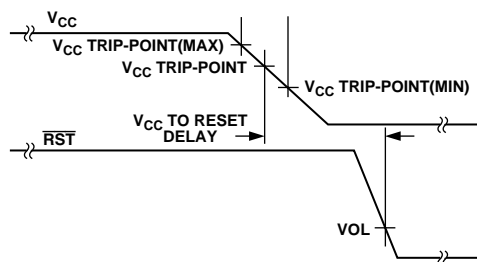 VCC
VCC TRIP-POINT(MAX)
VCC TRIP-POINT
VCC TRIP-POINT(MIN)
VCC TO RESET
DELAY
RST
VOL